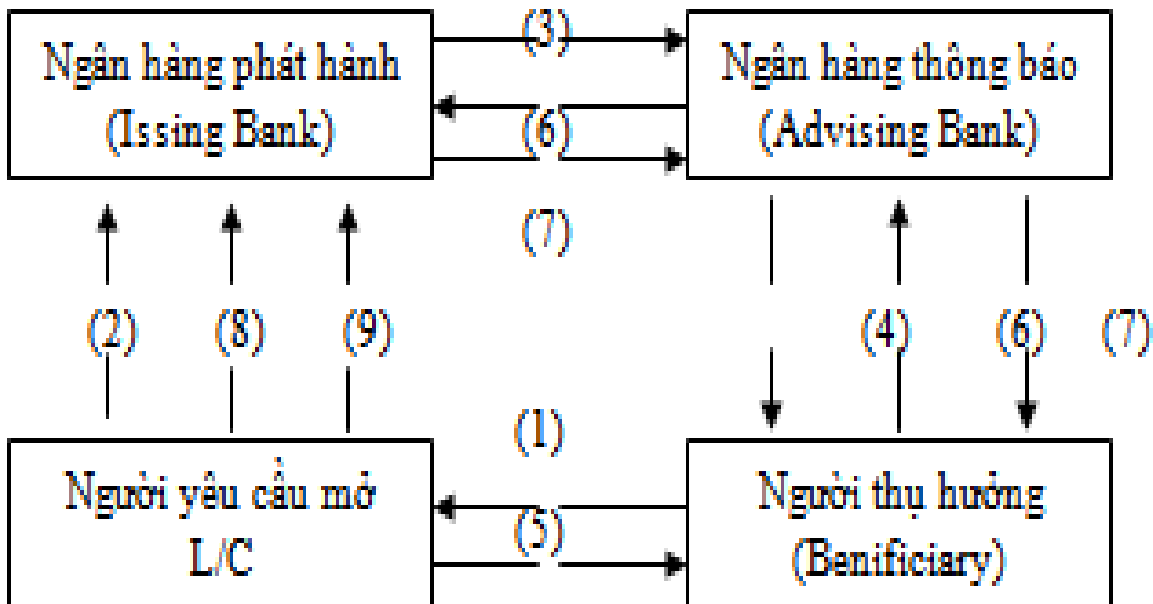 (3)
Ngân hàng phát hành
(Issing Bank)
Ngân hàng thông báo
(Advising Bank)
(6)
(7)
(2)
(8)
(9)
(4)
(6)
(7)
(1)
Người yêu cầu mở
L/C
(5)
Người thụ hưởng
(Benificiary)